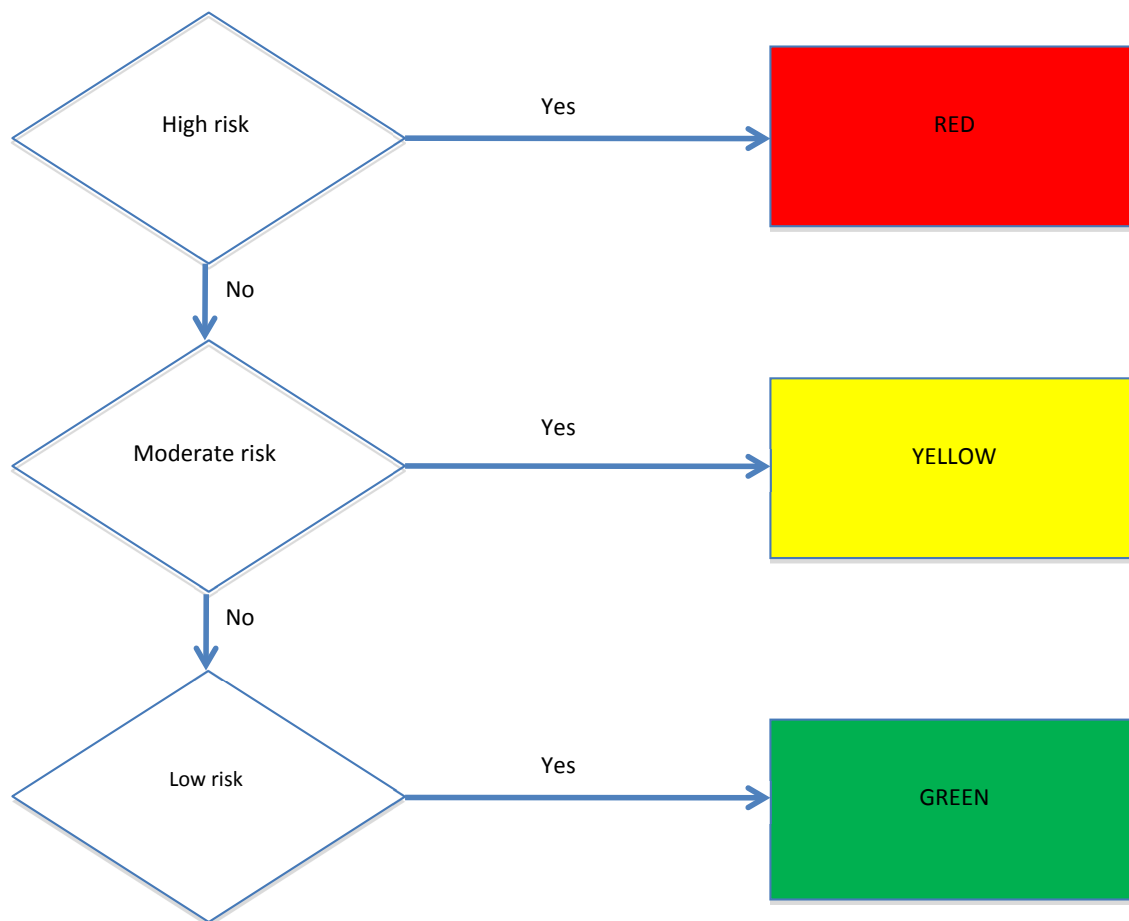 High risk
Yes
RED
No
Moderate risk
Yes
YELLOW
No
Low risk
Yes
GREEN